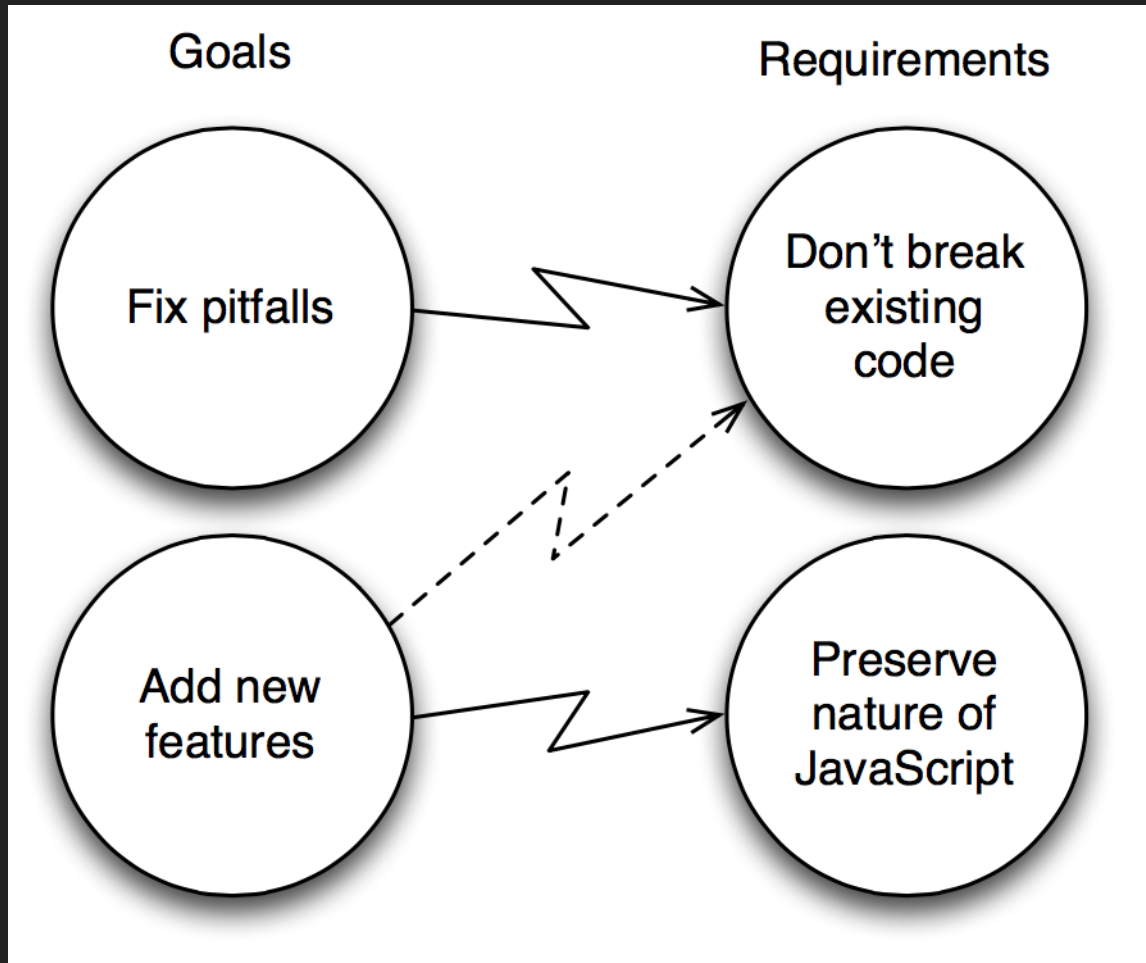 Goals
Requirements
Fix pitfalls
Don’t break
existing
code
Add new
features
Preserve
nature of
JavaScript